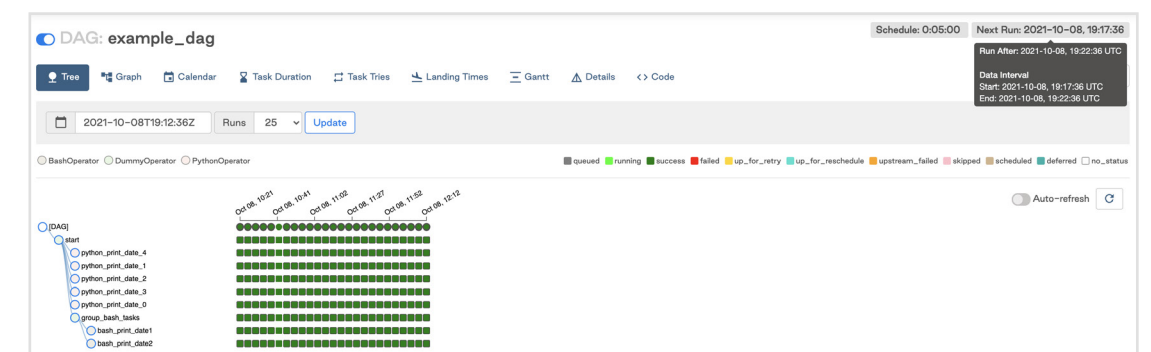 DAG: example_dag
Schedule: 0:05:00 Next Run: 2021-10-08, 19:17:36
Run After: 2021-10-08, 19:22:36 UTC
Data Interval
Start: 2021-10-08, 19:17:36 UTC
End: 2021-10-08, 19:22:36 UTC
Tree Graph Calendar Task Duration Task Tries Landing Times Gantt Details Code
2021-10-08T19:12:36Z Runs 25 Update
BashOperator DummyOperator PythonOperator
queued running success failed up_for_retry up_for_reschedule upstream_failed skipped scheduled deferred no_status
Auto-refresh
Oct 08, 10:21 Oct 08, 10:41 Oct 08, 11:02 Oct 08, 11:27 Oct 08, 11:52 Oct 08, 12:12
[DAG]
start
python_print_date_4
python_print_date_1
python_print_date_2
python_print_date_3
python_print_date_0
group_bash_tasks
bash_print_date1
bash_print_date2